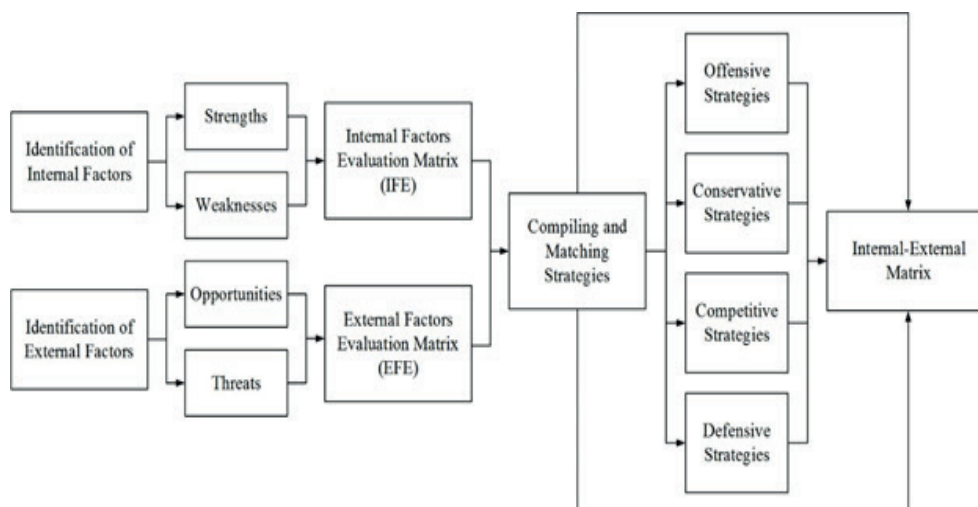 Identification of
Internal Factors
Strengths
Weaknesses
Internal Factors
Evaluation Matrix
(IFE)
Identification of
External Factors
Opportunities
Threats
External Factors
Evaluation Matrix
(EFE)
Compiling and
Matching
Strategies
Offensive
Strategies
Conservative
Strategies
Competitive
Strategies
Defensive
Strategies
Internal-External
Matrix